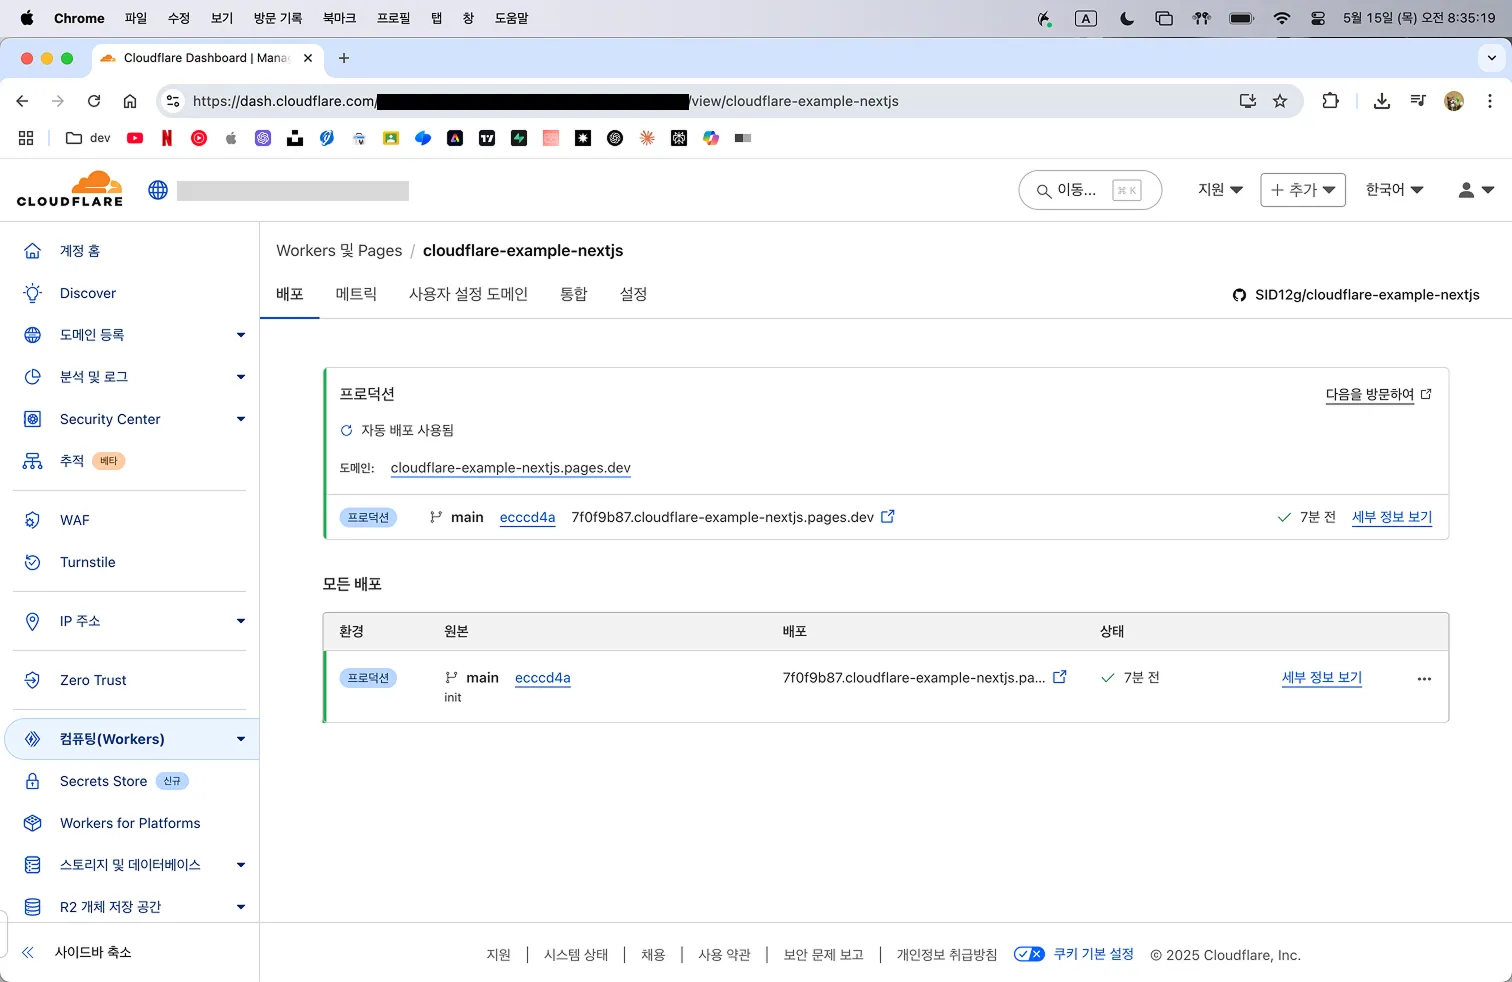 Chrome 파일 수정 보기 방문 기록 북마크 프로필 탭 창 도움말 A 5월 15일 (목) 오전 8:35:19
Cloudflare Dashboard | Mana
https://dash.cloudflare.com/ /view/cloudflare-example-nextjs
dev
CLOUDFLARE
이동... ⌘ K
지원
+ 추가
한국어
계정 홈
Discover
도메인 등록
분석 및 로그
Security Center
추적 베타
WAF
Turnstile
IP 주소
Zero Trust
컴퓨팅(Workers)
Secrets Store 신규
Workers for Platforms
스토리지 및 데이터베이스
R2 개체 저장 공간
사이드바 축소
Workers 및 Pages / cloudflare-example-nextjs
배포 메트릭 사용자 설정 도메인 통합 설정
SID12g/cloudflare-example-nextjs
프로덕션
다음을 방문하여
자동 배포 사용됨
도메인: cloudflare-example-nextjs.pages.dev
프로덕션 main ecccd4a 7f0f9b87.cloudflare-example-nextjs.pages.dev 7분 전 세부 정보 보기
모든 배포
환경 원본 배포 상태
프로덕션 main ecccd4a 7f0f9b87.cloudflare-example-nextjs.pa... 7분 전 세부 정보 보기 ...
init
지원 | 시스템 상태 | 채용 | 사용 약관 | 보안 문제 보고 | 개인정보 취급방침 쿠키 기본 설정 © 2025 Cloudflare, Inc.